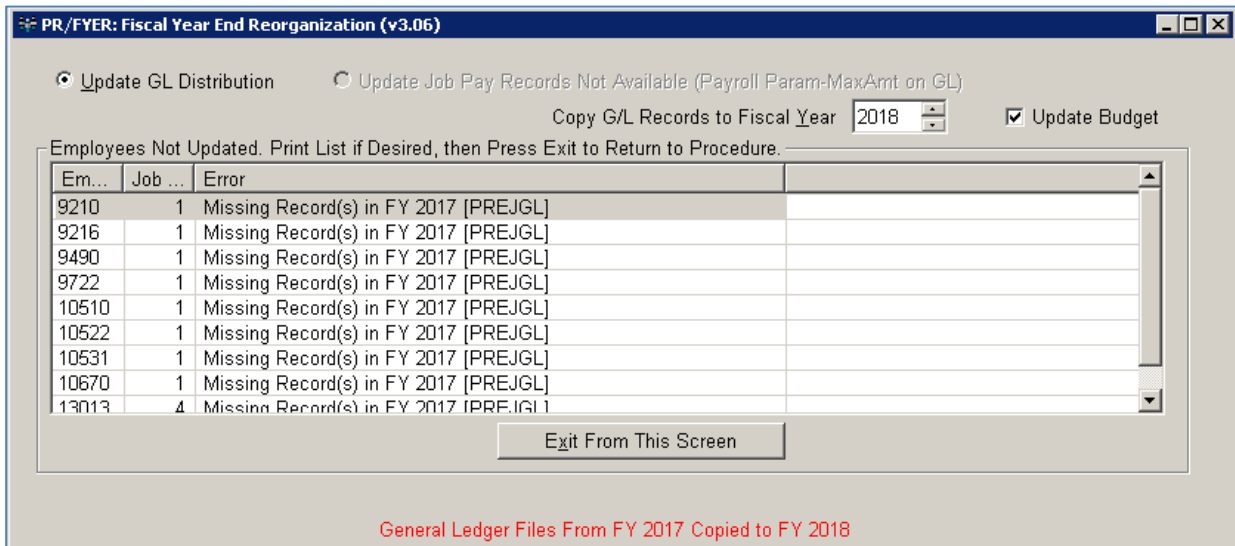 PR/FYER: Fiscal Year End Reorganization (v3.06)
Update GL Distribution Update Job Pay Records Not Available (Payroll Param-MaxAmt on GL)
Copy G/L Records to Fiscal Year 2018 Update Budget
Employees Not Updated. Print List if Desired, then Press Exit to Return to Procedure.
Em... Job ... Error
9210 1 Missing Record(s) in FY 2017 [PREJGL]
9216 1 Missing Record(s) in FY 2017 [PREJGL]
9490 1 Missing Record(s) in FY 2017 [PREJGL]
9722 1 Missing Record(s) in FY 2017 [PREJGL]
10510 1 Missing Record(s) in FY 2017 [PREJGL]
10522 1 Missing Record(s) in FY 2017 [PREJGL]
10531 1 Missing Record(s) in FY 2017 [PREJGL]
10670 1 Missing Record(s) in FY 2017 [PREJGL]
13013 4 Missing Record(s) in FY 2017 [PREJGL]
Exit From This Screen
General Ledger Files From FY 2017 Copied to FY 2018